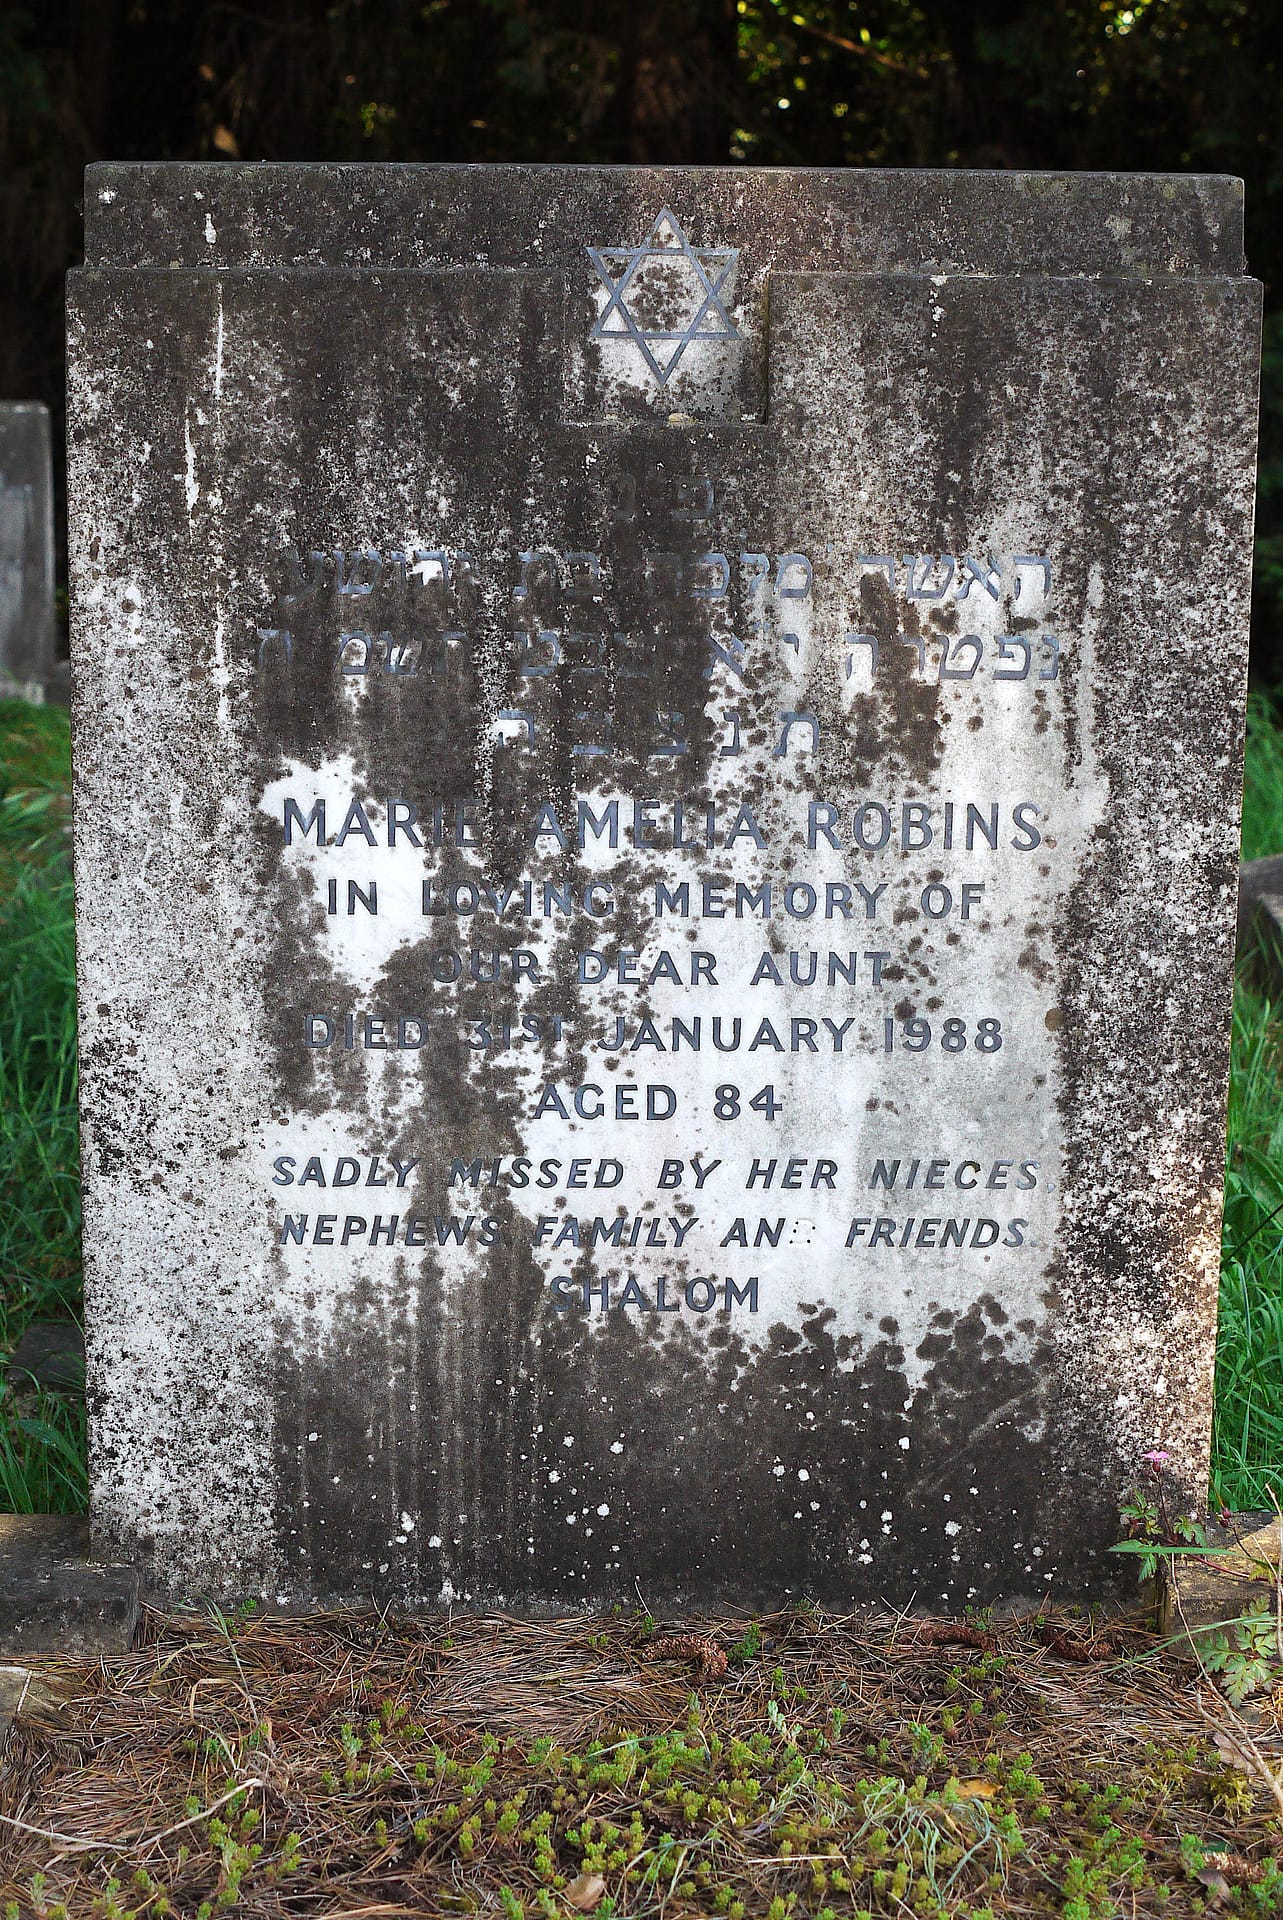 פ נ
האשה מלכה בת יהושע
נפטרה י״א שבט תשמ״ח
ת נ צ ב ה
MARIE AMELIA ROBINS
IN LOVING MEMORY OF
OUR DEAR AUNT
DIED 31ST JANUARY 1988
AGED 84
SADLY MISSED BY HER NIECES,
NEPHEWS FAMILY AN FRIENDS
SHALOM